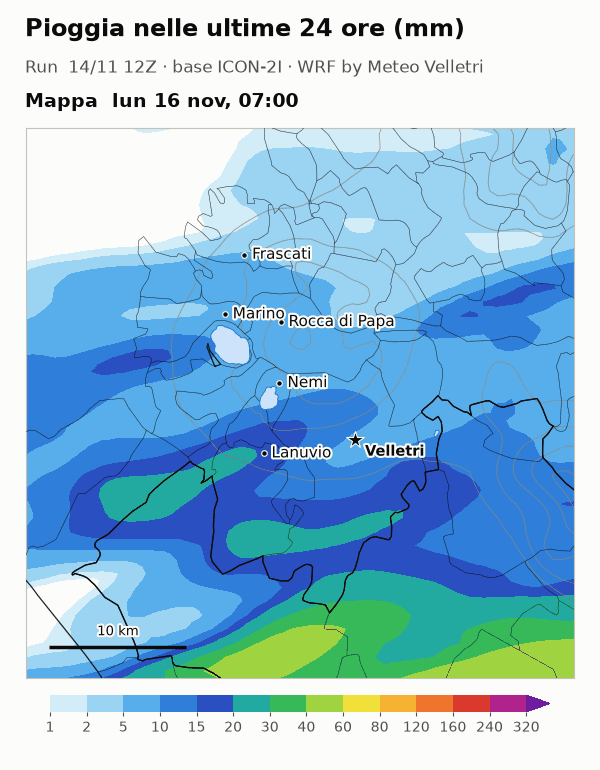 Pioggia nelle ultime 24 ore (mm)
Run 14/11 12Z · base ICON-2I · WRF by Meteo Velletri
Mappa lun 16 nov, 07:00
Frascati
Marino
Rocca di Papa
Nemi
Velletri
Lanuvio
10 km
1 2 5 10 15 20 30 40 60 80 120 160 240 320